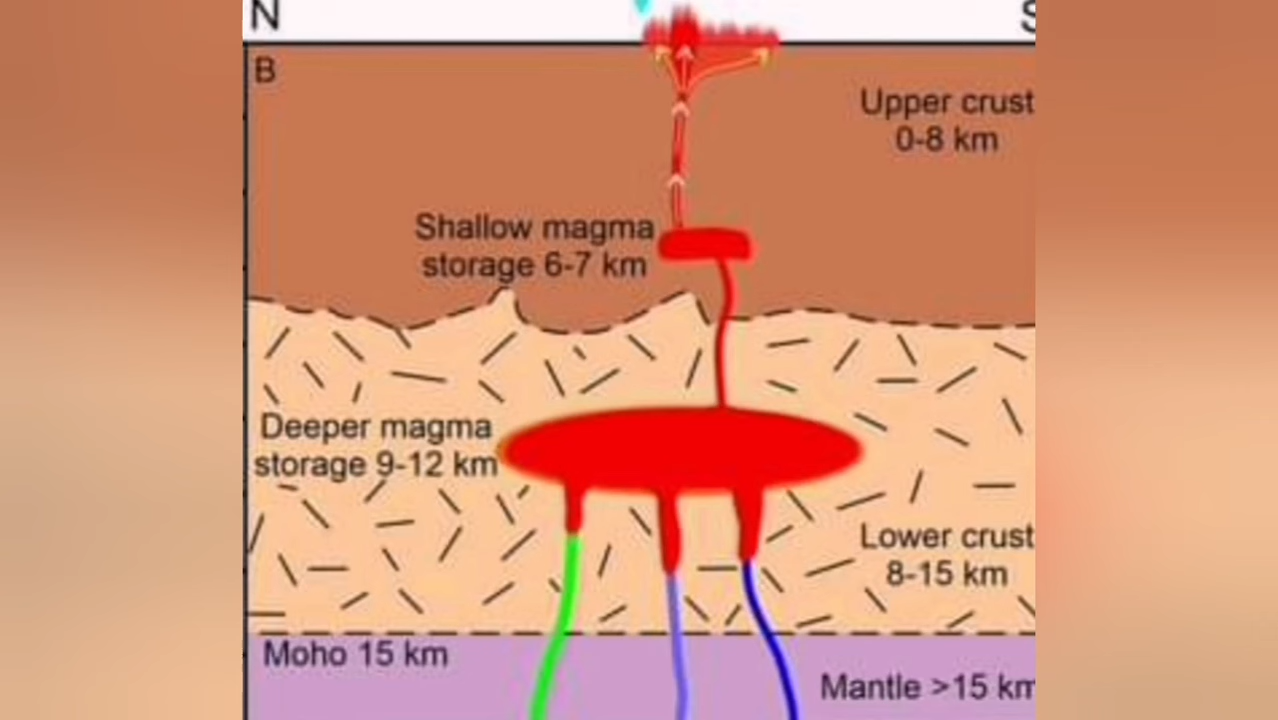 N
S
B
Upper crust
0-8 km
Shallow magma
storage 6-7 km
Deeper magma
storage 9-12 km
Lower crust
8-15 km
Moho 15 km
Mantle >15 km